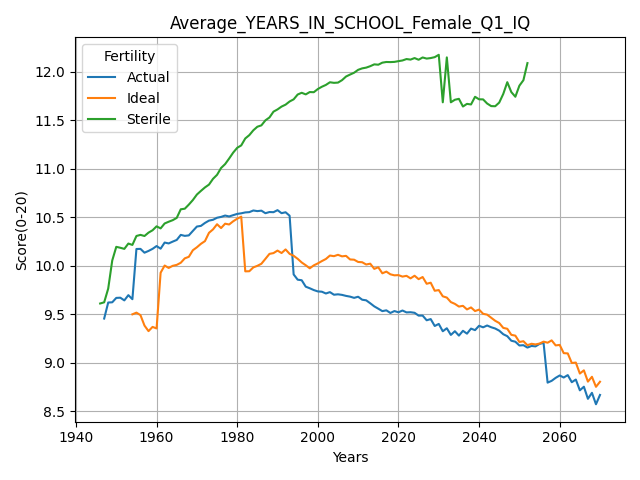 Average_YEARS_IN_SCHOOL_Female_Q1_IQ
Fertility
Actual
Ideal
Sterile
Score(0-20)
12.0
11.5
11.0
10.5
10.0
9.5
9.0
8.5
1940 1960 1980 2000 2020 2040 2060
Years